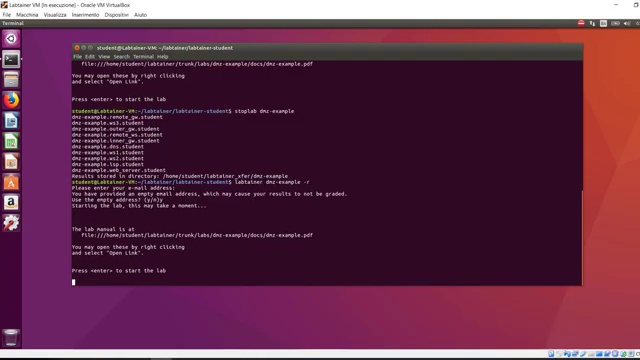 Labtainer VM [In esecuzione] - Oracle VM VirtualBox
File Macchina Visualizza Inserimento Dispositivi Aiuto
Terminal
student@Labtainer-VM: ~/labtainer/labtainer-student
File Edit View Search Terminal Help
file:///home/student/labtainer/trunk/labs/dmz-example/docs/dmz-example.pdf
You may open these by right clicking
and select "Open Link".
Press <enter> to start the lab
student@Labtainer-VM:~/labtainer/labtainer-student$ stoplab dmz-example
dmz-example.remote_gw.student
dmz-example.ws3.student
dmz-example.outer_gw.student
dmz-example.remote_ws.student
dmz-example.inner_gw.student
dmz-example.dns.student
dmz-example.ws1.student
dmz-example.ws2.student
dmz-example.isp.student
dmz-example.web_server.student
Results stored in directory: /home/student/labtainer_xfer/dmz-example
student@Labtainer-VM:~/labtainer/labtainer-student$ labtainer dmz-example -r
Please enter your e-mail address:
You have provided an empty email address, which may cause your results to not be graded.
Use the empty address? (y/n)y
Starting the lab, this may take a moment...
The lab manual is at
file:///home/student/labtainer/trunk/labs/dmz-example/docs/dmz-example.pdf
You may open these by right clicking
and select "Open Link".
Press <enter> to start the lab